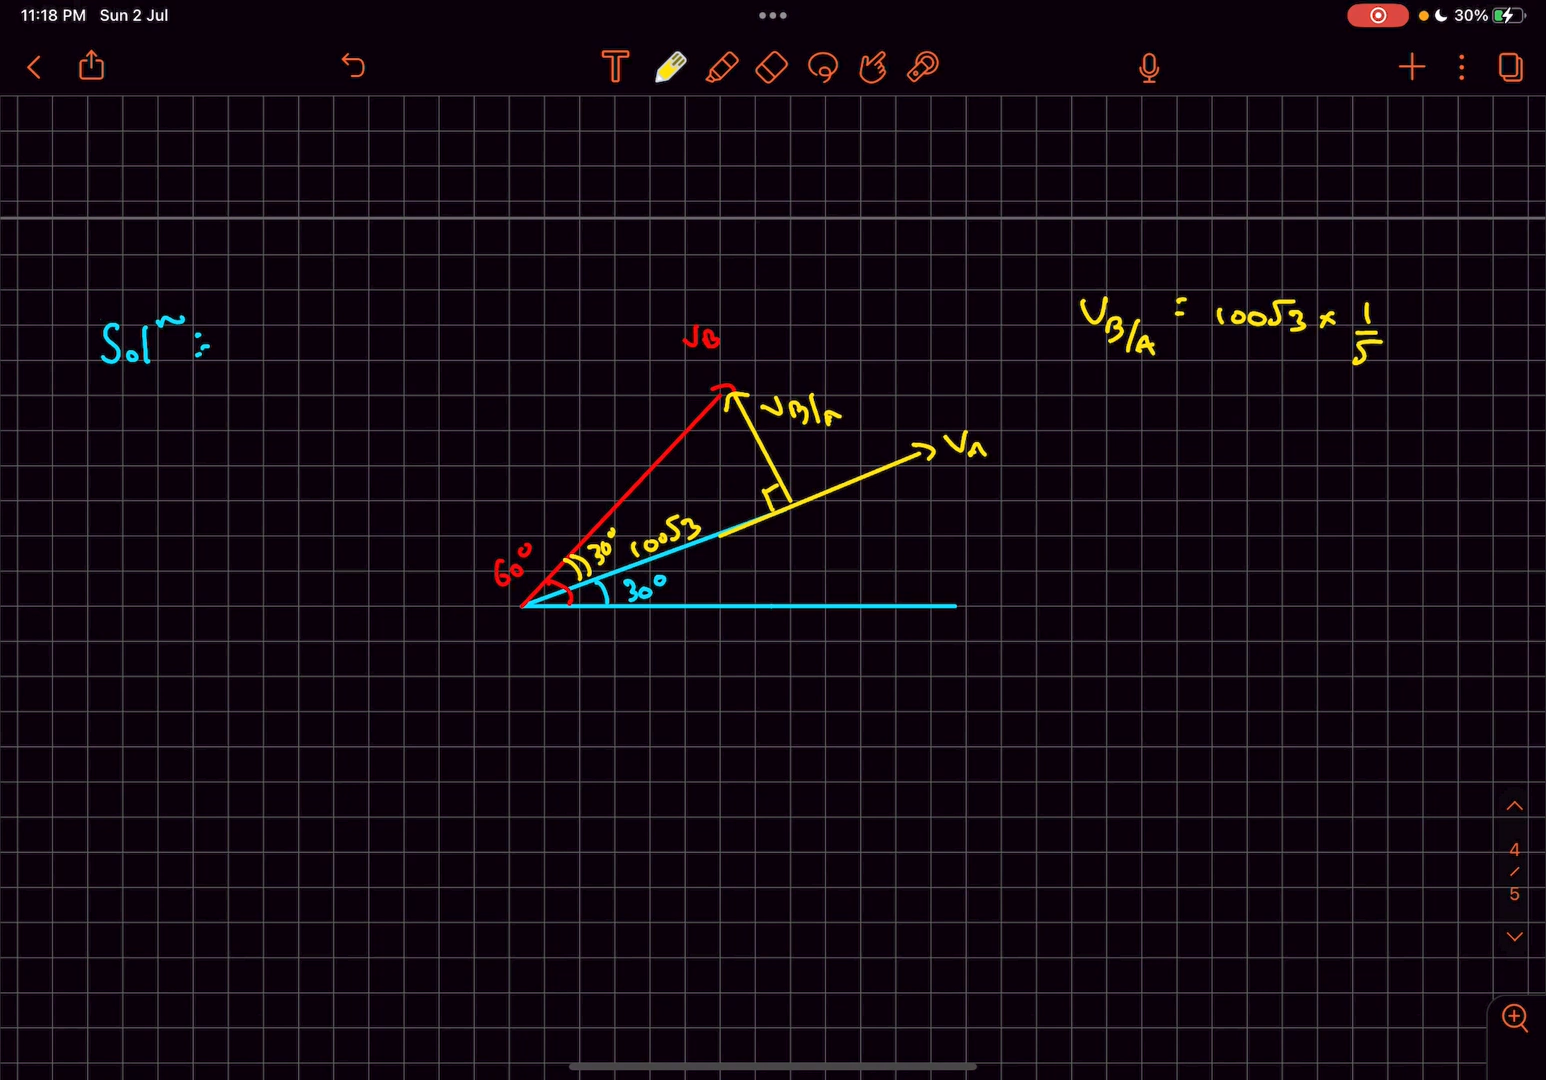 11:18 PM Sun 2 Jul
30%
T
Sol~ :
VB
VB/A = 100√3 × 1/5
VB/A
VA
60° 30° 100√3
30°
4
/
5